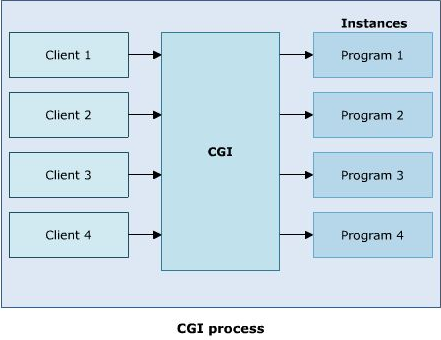 Instances
Client 1
Program 1
Client 2
Program 2
CGI
Client 3
Program 3
Client 4
Program 4
CGI process